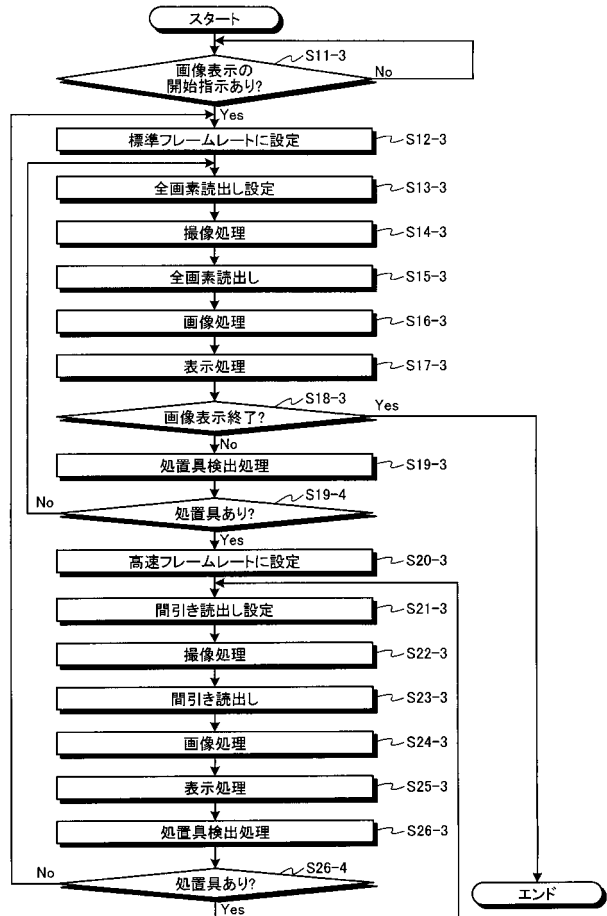 スタート
S11-3
画像表示の
開始指示あり?
No
Yes
標準フレームレートに設定
S12-3
全画素読出し設定
S13-3
撮像処理
S14-3
全画素読出し
S15-3
画像処理
S16-3
表示処理
S17-3
S18-3
画像表示終了?
Yes
No
処置具検出処理
S19-3
S19-4
No
処置具あり?
Yes
高速フレームレートに設定
S20-3
間引き読出し設定
S21-3
撮像処理
S22-3
間引き読出し
S23-3
画像処理
S24-3
表示処理
S25-3
処置具検出処理
S26-3
S26-4
No
処置具あり?
Yes
エンド